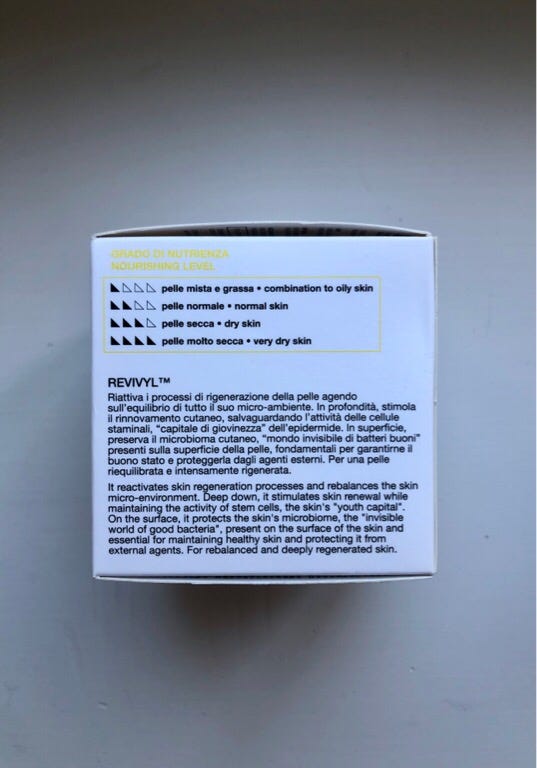 GRADO DI NUTRIENZA
NOURISHING LEVEL
pelle mista e grassa • combination to oily skin
pelle normale • normal skin
pelle secca • dry skin
pelle molto secca • very dry skin
REVIVYL™
Riattiva i processi di rigenerazione della pelle agendo
sull'equilibrio di tutto il suo micro-ambiente. In profondità, stimola
il rinnovamento cutaneo, salvaguardando l'attività delle cellule
staminali, “capitale di giovinezza” dell'epidermide. In superficie,
preserva il microbioma cutaneo, “mondo invisibile di batteri buoni”
presenti sulla superficie della pelle, fondamentali per garantirne il
buono stato e proteggerla dagli agenti esterni. Per una pelle
riequilibrata e intensamente rigenerata.
It reactivates skin regeneration processes and rebalances the skin
micro-environment. Deep down, it stimulates skin renewal while
maintaining the activity of stem cells, the skin's "youth capital".
On the surface, it protects the skin's microbiome, the "invisible
world of good bacteria", present on the surface of the skin and
essential for maintaining healthy skin and protecting it from
external agents. For rebalanced and deeply regenerated skin.